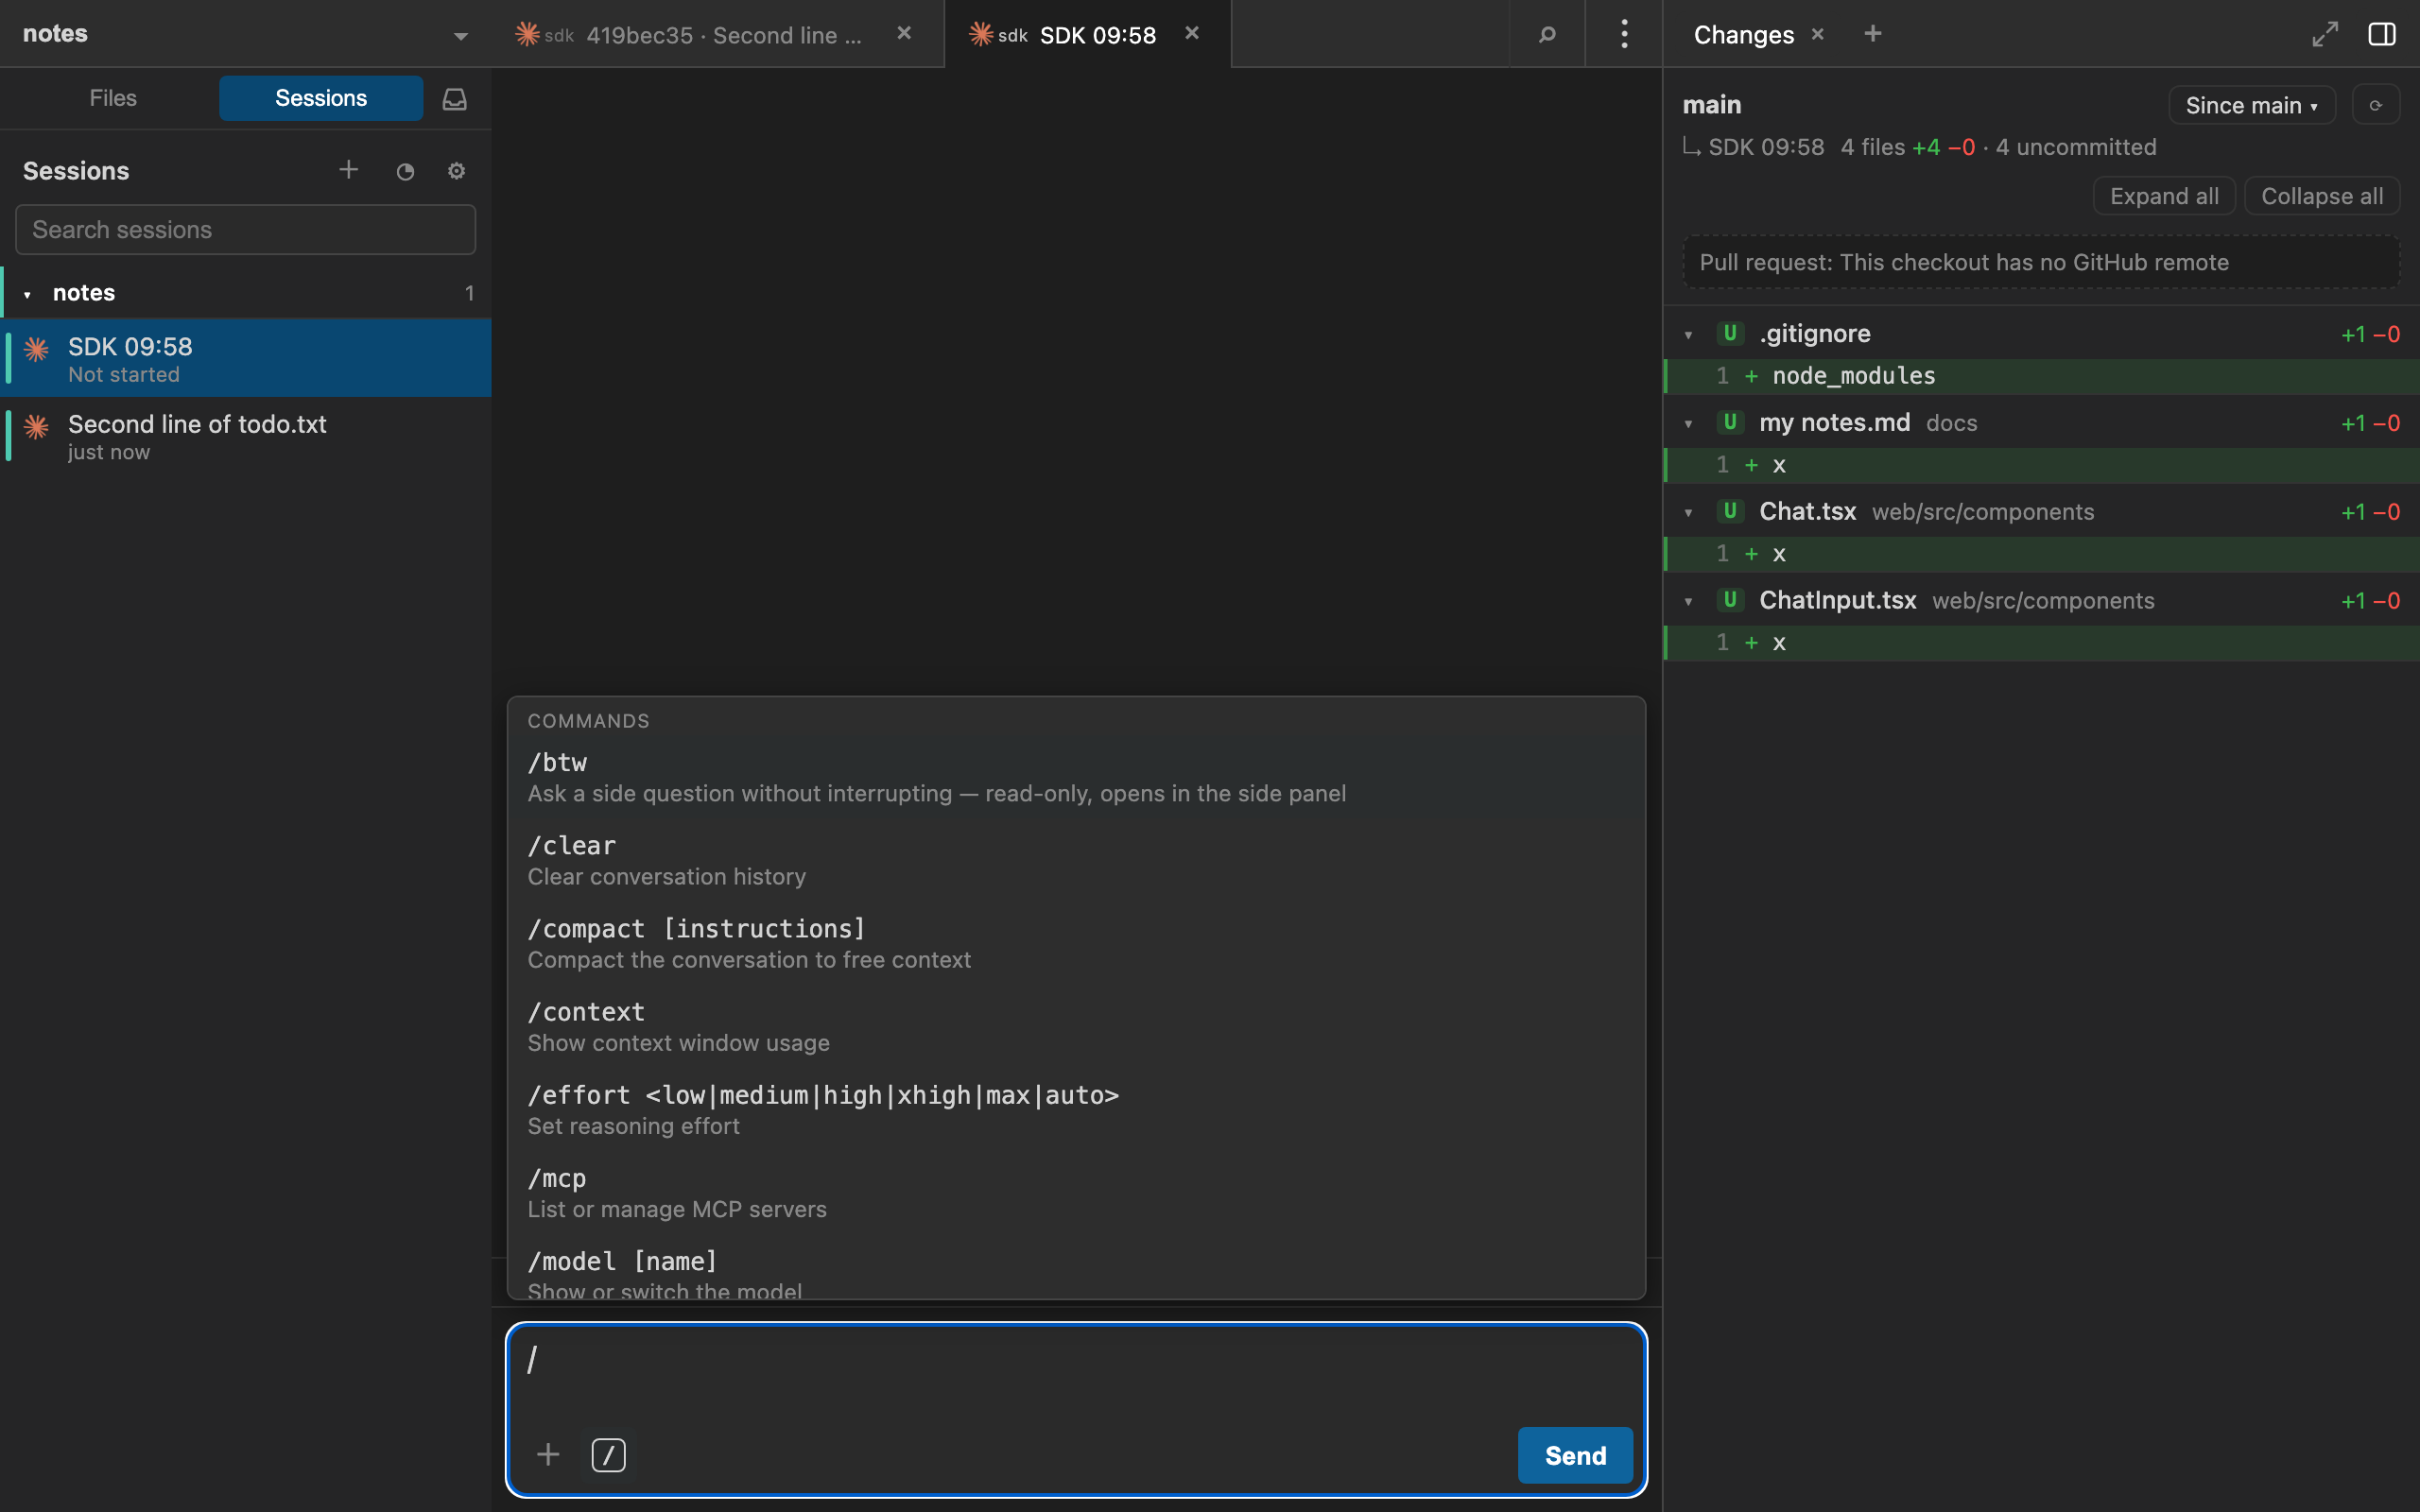 notes
sdk 419bec35 · Second line ...
sdk SDK 09:58
Changes
Files
Sessions
Sessions
Search sessions
notes 1
SDK 09:58
Not started
Second line of todo.txt
just now
COMMANDS
/btw
Ask a side question without interrupting — read-only, opens in the side panel
/clear
Clear conversation history
/compact [instructions]
Compact the conversation to free context
/context
Show context window usage
/effort <low|medium|high|xhigh|max|auto>
Set reasoning effort
/mcp
List or manage MCP servers
/model [name]
Show or switch the model
/
/
Send
main
Since main
SDK 09:58 4 files +4 −0 · 4 uncommitted
Expand all
Collapse all
Pull request: This checkout has no GitHub remote
U .gitignore +1 −0
1 + node_modules
U my notes.md docs +1 −0
1 + x
U Chat.tsx web/src/components +1 −0
1 + x
U ChatInput.tsx web/src/components +1 −0
1 + x